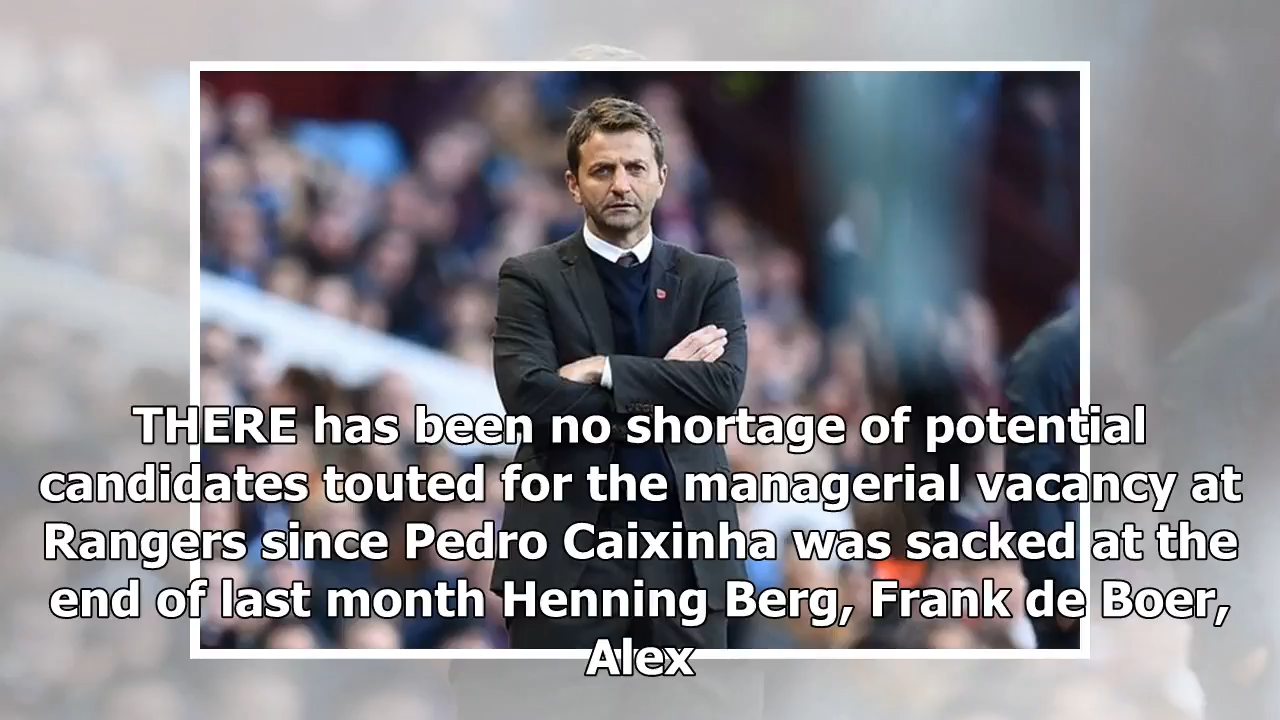 THERE has been no shortage of potential
candidates touted for the managerial vacancy at
Rangers since Pedro Caixinha was sacked at the
end of last month Henning Berg, Frank de Boer,
Alex